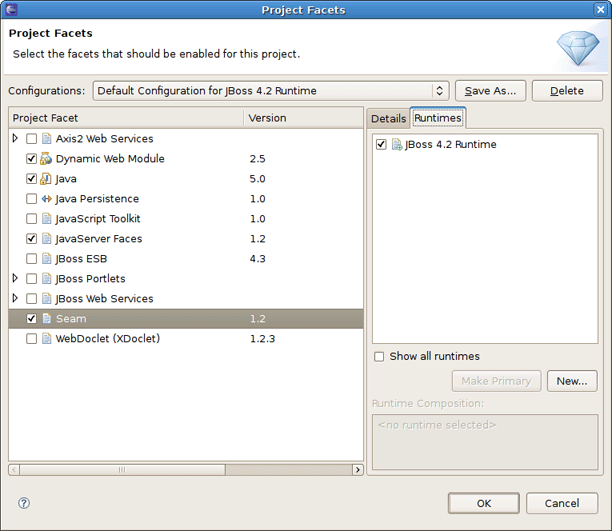 Project Facets
Project Facets
Select the facets that should be enabled for this project.
Configurations: Default Configuration for JBoss 4.2 Runtime Save As... Delete
Project Facet Version
Details Runtimes
Axis2 Web Services
Dynamic Web Module 2.5
Java 5.0
Java Persistence 1.0
JavaScript Toolkit 1.0
JavaServer Faces 1.2
JBoss ESB 4.3
JBoss Portlets
JBoss Web Services
Seam 1.2
WebDoclet (XDoclet) 1.2.3
JBoss 4.2 Runtime
Show all runtimes
Make Primary New...
Runtime Composition:
<no runtime selected>
?
OK Cancel